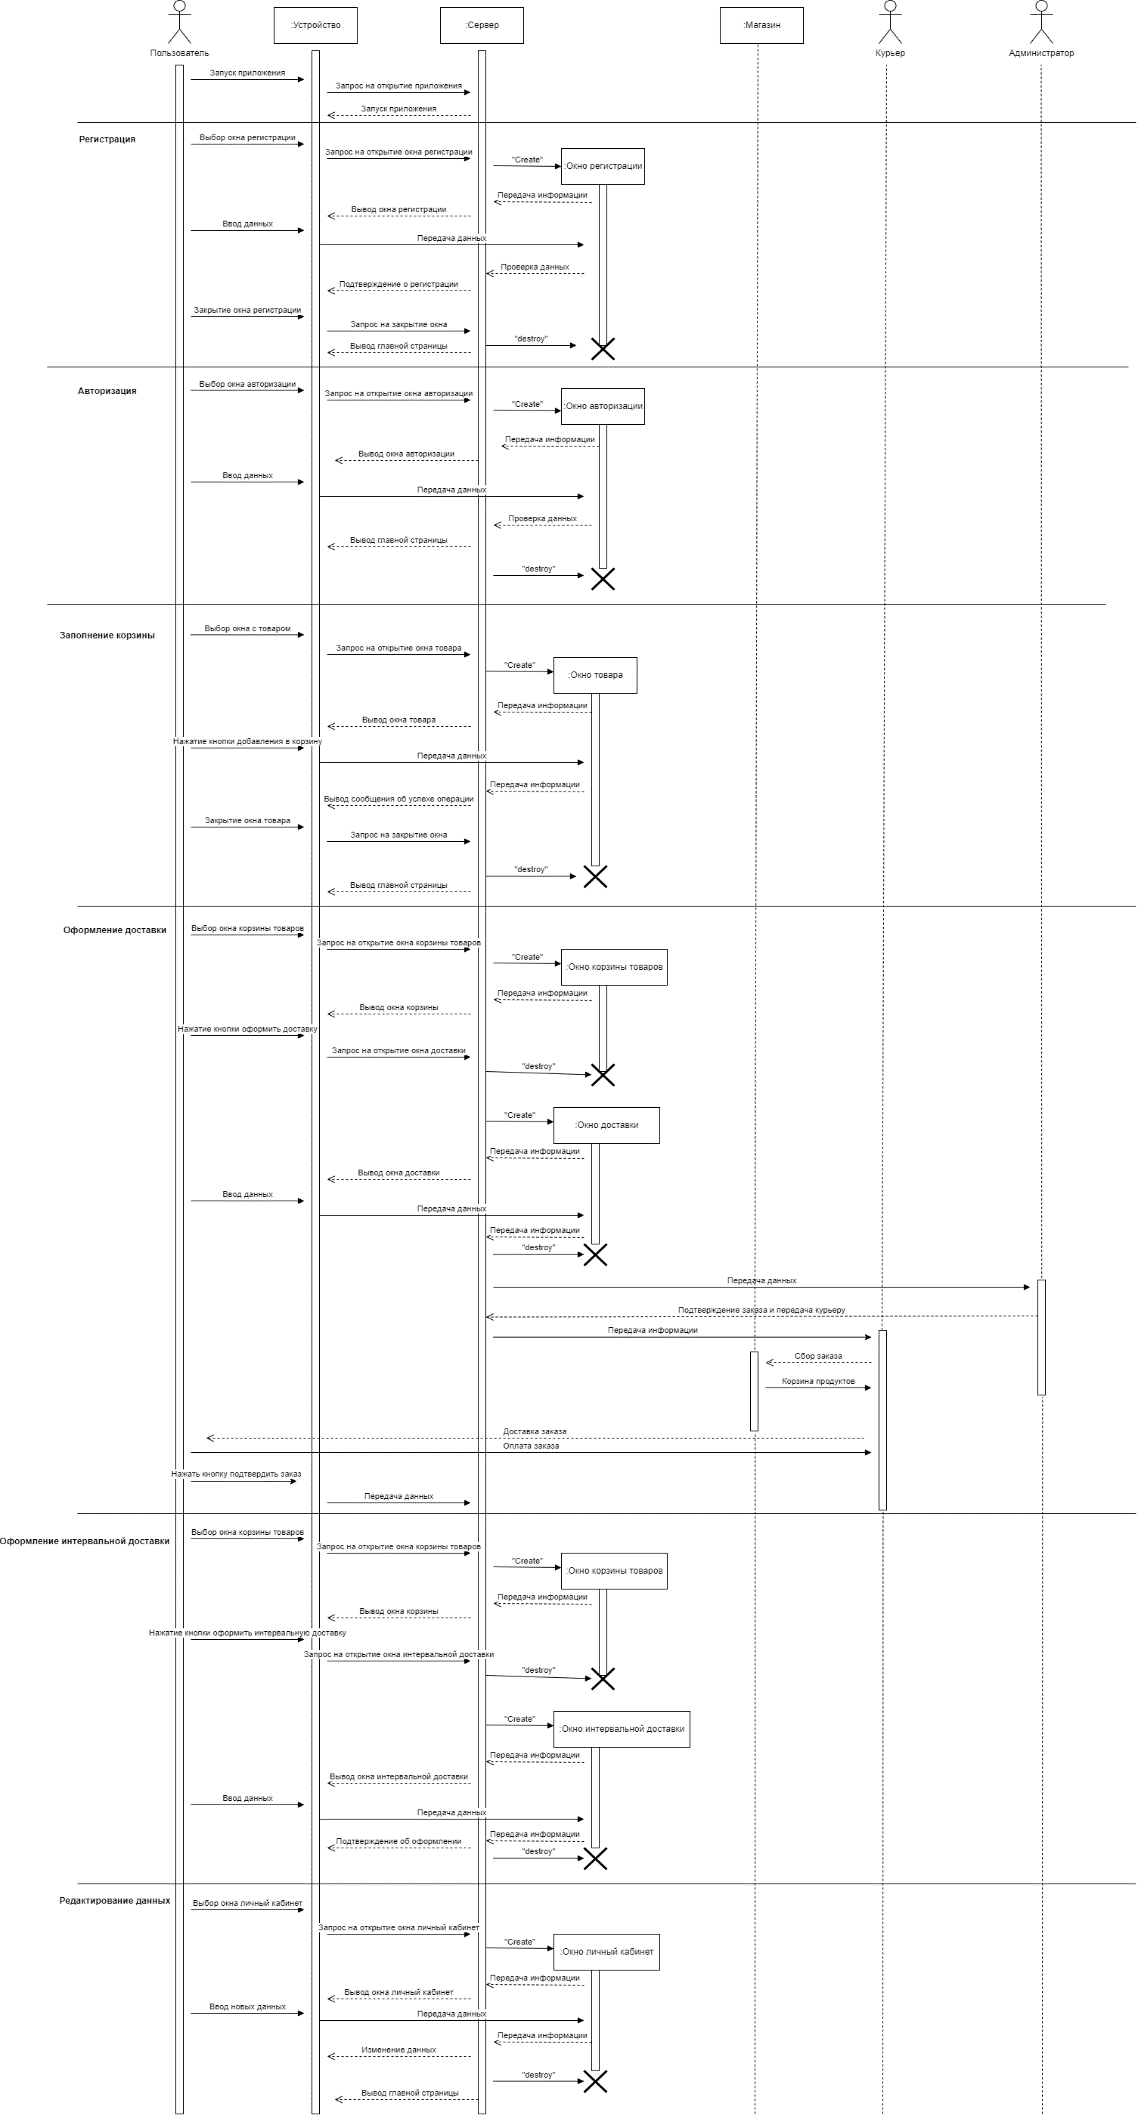 :Устройство
:Сервер
:Магазин
Пользователь
Курьер
Администратор
Запуск приложения
Запрос на открытие приложения
Запуск приложения
Регистрация
Выбор окна регистрации
Запрос на открытие окна регистрации
"Create"
:Окно регистрации
Передача информации
Вывод окна регистрации
Ввод данных
Передача данных
Проверка данных
Подтверждение о регистрации
Закрытие окна регистрации
Запрос на закрытие окна
"destroy"
Вывод главной страницы
Авторизация
Выбор окна авторизации
Запрос на открытие окна авторизации
"Create"
:Окно авторизации
Передача информации
Вывод окна авторизации
Ввод данных
Передача данных
Проверка данных
Вывод главной страницы
"destroy"
Заполнение корзины
Выбор окна с товаром
Запрос на открытие окна товара
"Create"
:Окно товара
Передача информации
Вывод окна товара
Нажатие кнопки добавления в корзину
Передача данных
Передача информации
Вывод сообщения об успехе операции
Закрытие окна товара
Запрос на закрытие окна
"destroy"
Вывод главной страницы
Оформление доставки
Выбор окна корзины товаров
Запрос на открытие окна корзины товаров
"Create"
:Окно корзины товаров
Передача информации
Вывод окна корзины
Нажатие кнопки оформить доставку
Запрос на открытие окна доставки
"destroy"
"Create"
:Окно доставки
Передача информации
Вывод окна доставки
Ввод данных
Передача данных
Передача информации
"destroy"
Передача данных
Подтверждение заказа и передача курьеру
Передача информации
Сбор заказа
Корзина продуктов
Доставка заказа
Оплата заказа
Нажать кнопку подтвердить заказ
Передача данных
Оформление интервальной доставки
Выбор окна корзины товаров
Запрос на открытие окна корзины товаров
"Create"
:Окно корзины товаров
Передача информации
Вывод окна корзины
Нажатие кнопки оформить интервальную доставку
Запрос на открытие окна интервальной доставки
"destroy"
"Create"
:Окно интервальной доставки
Передача информации
Вывод окна интервальной доставки
Ввод данных
Передача данных
Передача информации
Подтверждение об оформлении
"destroy"
Редактирование данных
Выбор окна личный кабинет
Запрос на открытие окна личный кабинет
"Create"
:Окно личный кабинет
Передача информации
Вывод окна личный кабинет
Ввод новых данных
Передача данных
Передача информации
Изменение данных
"destroy"
Вывод главной страницы